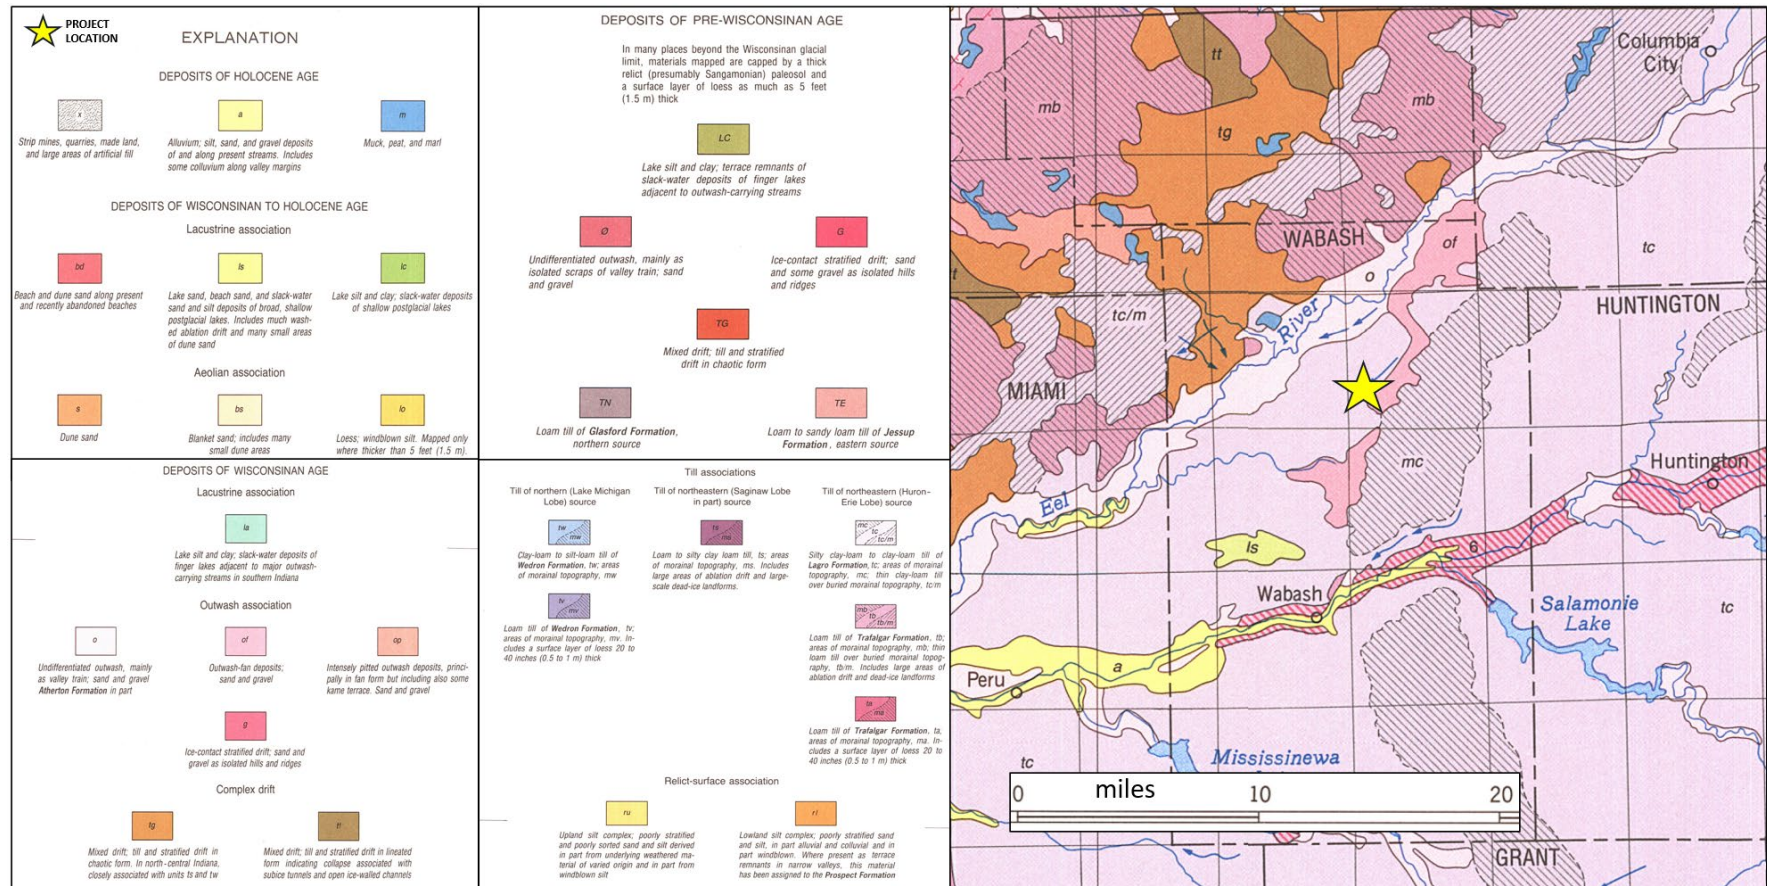 PROJECT
LOCATION
EXPLANATION
DEPOSITS OF HOLOCENE AGE
x
Strip mines, quarries, made land,
and large areas of artificial fill
a
Alluvium; silt, sand, and gravel deposits
of and along present streams. Includes
some colluvium along valley margins
m
Muck, peat, and marl
DEPOSITS OF WISCONSINAN TO HOLOCENE AGE
Lacustrine association
bd
Beach and dune sand along present
and recently abandoned beaches
ls
Lake sand, beach sand, and slack-water
sand and silt deposits of broad, shallow
postglacial lakes. Includes much wash-
ed ablation drift and many small areas
of dune sand
lc
Lake silt and clay; slack-water deposits
of shallow postglacial lakes
Aeolian association
s
Dune sand
bs
Blanket sand; includes many
small dune areas
lo
Loess; windblown silt. Mapped only
where thicker than 5 feet (1.5 m).
DEPOSITS OF PRE-WISCONSINAN AGE
In many places beyond the Wisconsinan glacial
limit, materials mapped are capped by a thick
relict (presumably Sangamonian) paleosol and
a surface layer of loess as much as 5 feet
(1.5 m) thick
LC
Lake silt and clay; terrace remnants of
slack-water deposits of finger lakes
adjacent to outwash-carrying streams
Ø
Undifferentiated outwash, mainly as
isolated scraps of valley train; sand
and gravel
G
Ice-contact stratified drift; sand
and some gravel as isolated hills
and ridges
TG
Mixed drift; till and stratified
drift in chaotic form
TN
Loam till of Glasford Formation,
northern source
TE
Loam to sandy loam till of Jessup
Formation, eastern source
DEPOSITS OF WISCONSINAN AGE
Lacustrine association
la
Lake silt and clay; slack-water deposits of
finger lakes adjacent to major outwash-
carrying streams in southern Indiana
Outwash association
o
Undifferentiated outwash, mainly
as valley train; sand and gravel
Atherton Formation in part
of
Outwash-fan deposits;
sand and gravel
op
Intensely pitted outwash deposits, princi-
pally in fan form but including also some
kame terrace. Sand and gravel
g
Ice-contact stratified drift; sand and
gravel as isolated hills and ridges
Complex drift
tg
Mixed drift; till and stratified drift in
chaotic form. In north-central Indiana,
closely associated with units ts and tw
tt
Mixed drift; till and stratified drift in lineated
form indicating collapse associated with
subice tunnels and open ice-walled channels
Till associations
Till of northern (Lake Michigan
Lobe) source
tw
mw
Clay-loam to silt-loam till of
Wedron Formation, tw; areas
of morainal topography, mw
tv
mv
Loam till of Wedron Formation, tv;
areas of morainal topography, mv. In-
cludes a surface layer of loess 20 to
40 inches (0.5 to 1 m) thick
Till of northeastern (Saginaw Lobe
in part) source
ts
ms
Loam to silty clay loam till, ts; areas
of morainal topography, ms. Includes
large areas of ablation drift and large-
scale dead-ice landforms.
Till of northeastern (Huron-
Erie Lobe) source
mc
tc
tc/m
Silty clay-loam to clay-loam till of
Lagro Formation, tc; areas of morainal
topography, mc; thin clay-loam till
over buried morainal topography, tc/m
mb
tb
tb/m
Loam till of Trafalgar Formation, tb;
areas of morainal topography, mb; thin
loam till over buried morainal topog-
raphy, tb/m. Includes large areas of
ablation drift and dead-ice landforms
ta
ma
Loam till of Trafalgar Formation, ta,
areas of morainal topography, ma. In-
cludes a surface layer of loess 20 to
40 inches (0.5 to 1 m) thick
Relict-surface association
ru
Upland silt complex; poorly stratified
and poorly sorted sand and silt derived
in part from underlying weathered ma-
terial of varied origin and in part from
windblown silt
rl
Lowland silt complex; poorly stratified sand
and silt, in part alluvial and colluvial and in
part windblown. Where present as terrace
remnants in narrow valleys, this material
has been assigned to the Prospect Formation
tt
Columbia
City
mb
mb
tg
WABASH
of
tc
o
t
tc/m
River
HUNTINGTON
MIAMI
mc
Huntington
Eel
ls
6
Wabash
Salamonie
Lake
tc
a
Peru
tc
Mississinewa
0
miles
10
20
GRANT